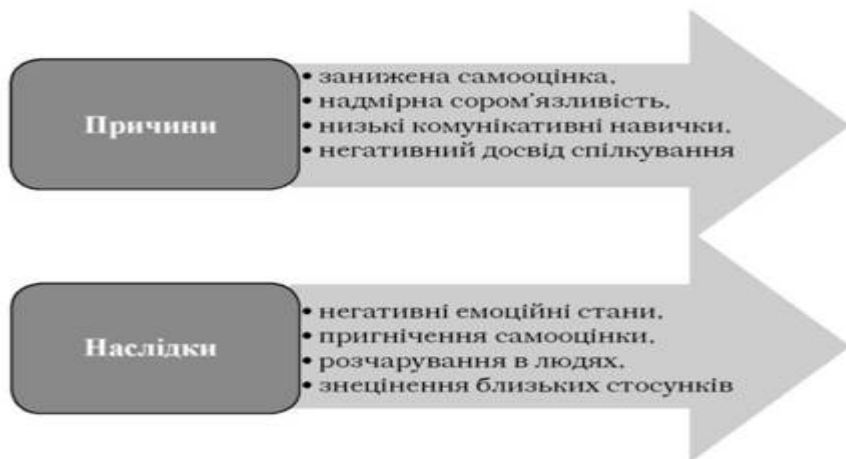 Причини
• занижена самооцінка,
• надмірна сором'язливість,
• низькі комунікативні навички,
• негативний досвід спілкування
Наслідки
• негативні емоційні стани,
• пригнічення самооцінки,
• розчарування в людях,
• знецінення близьких стосунків